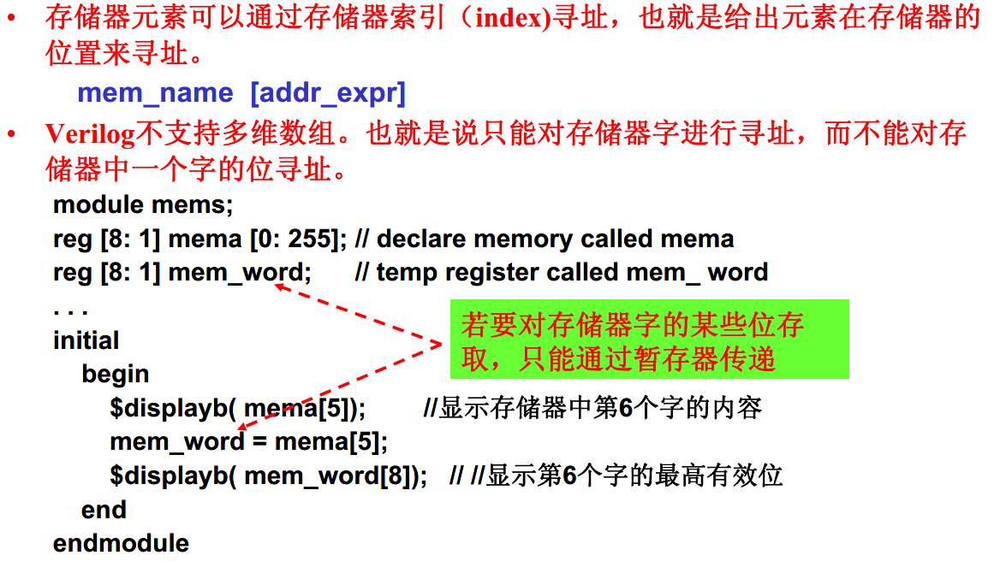 • 存储器元素可以通过存储器索引（index)寻址，也就是给出元素在存储器的
位置来寻址。
mem_name [addr_expr]
• Verilog不支持多维数组。也就是说只能对存储器字进行寻址，而不能对存
储器中一个字的位寻址。
module mems;
reg [8: 1] mema [0: 255]; // declare memory called mema
reg [8: 1] mem_word; // temp register called mem_ word
. . .
initial
begin
若要对存储器字的某些位存
取，只能通过暂存器传递
$displayb( mema[5]); //显示存储器中第6个字的内容
mem_word = mema[5];
$displayb( mem_word[8]); // //显示第6个字的最高有效位
end
endmodule